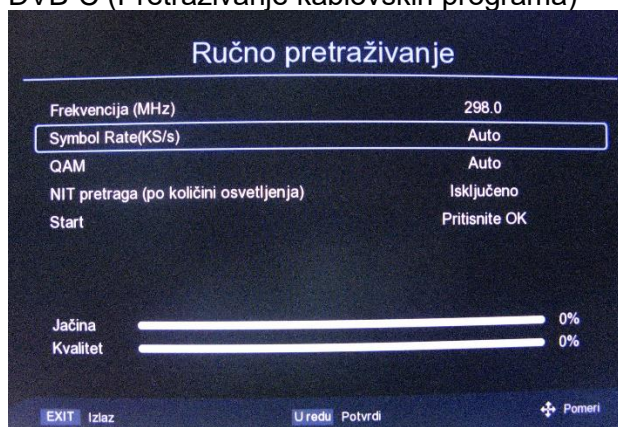 DVB-C (Pretraživanje kablovskih programa)
Ručno pretraživanje
Frekvencija (MHz) 298.0
Symbol Rate(KS/s) Auto
QAM Auto
NIT pretraga (po količini osvetljenja) Isključeno
Start Pritisnite OK
Jačina 0%
Kvalitet 0%
EXIT Izlaz U redu Potvrdi Pomeri